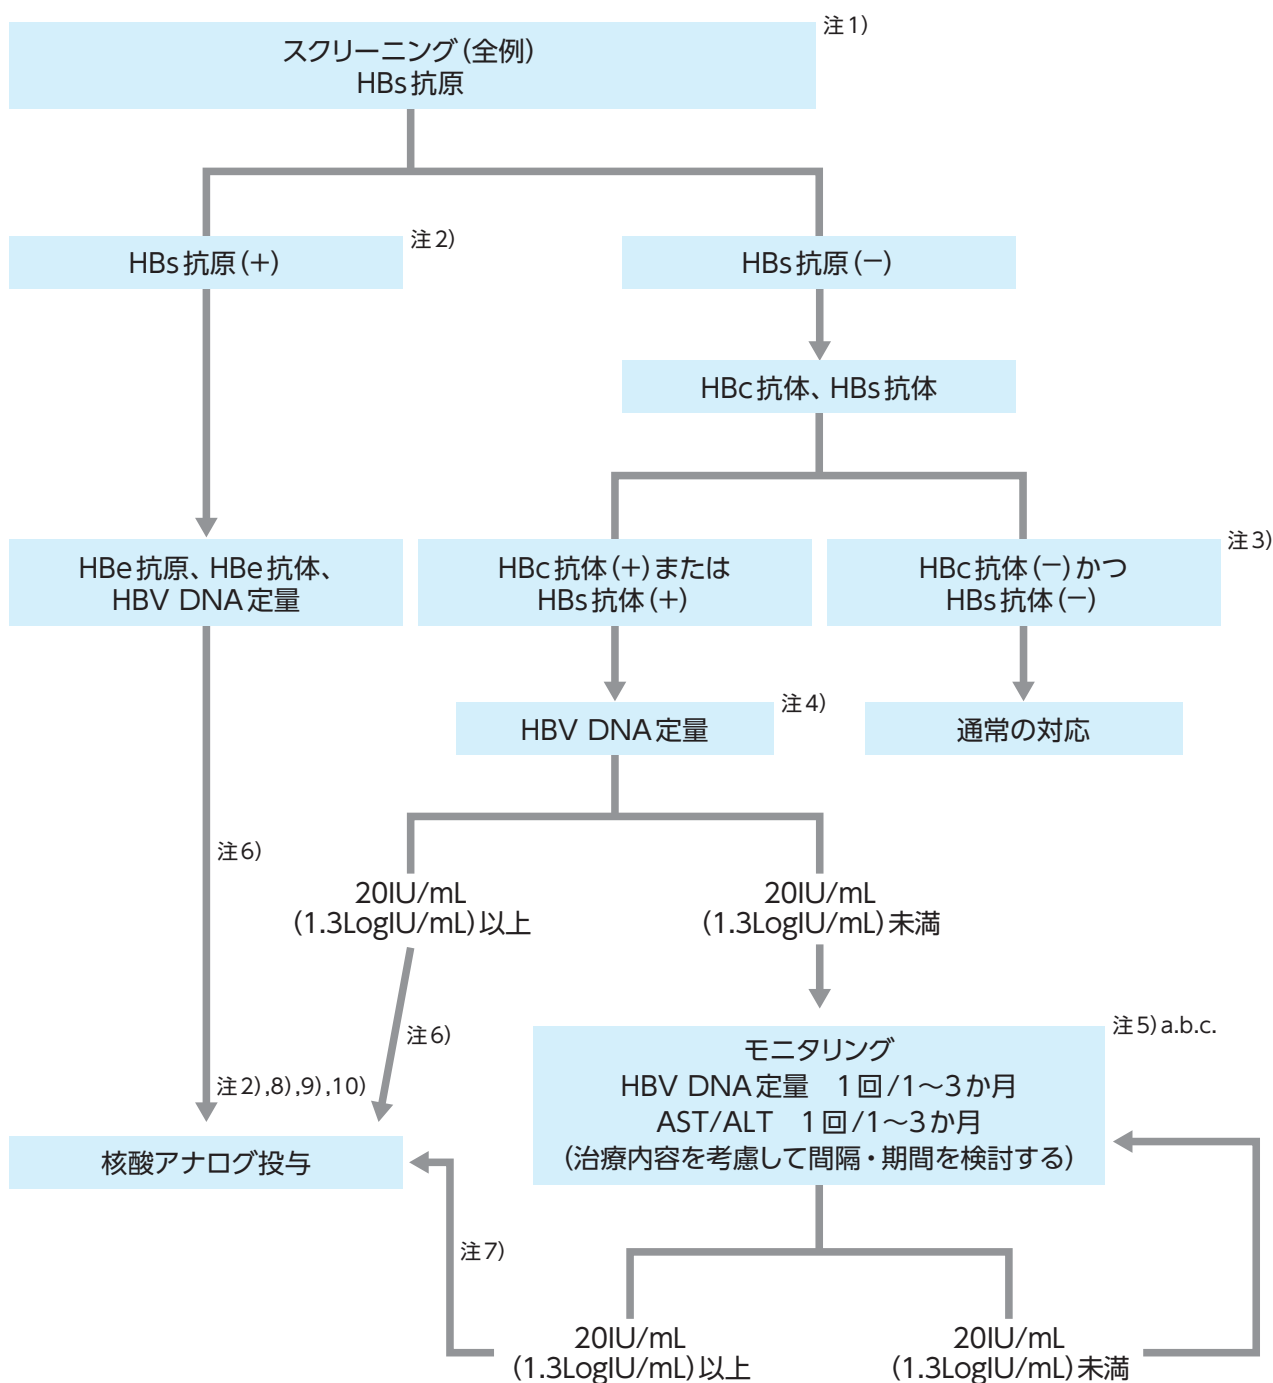 注1)
スクリーニング(全例)
HBs抗原
注2)
HBs抗原(+)
HBs抗原(－)
HBc抗体、HBs抗体
注3)
HBe抗原、HBe抗体、
HBV DNA定量
HBc抗体(+)または
HBs抗体(+)
HBc抗体(－)かつ
HBs抗体(－)
注4)
HBV DNA定量
通常の対応
注6)
20IU/mL
(1.3LogIU/mL)以上
20IU/mL
(1.3LogIU/mL)未満
注6)
注5)a.b.c.
モニタリング
HBV DNA定量 1回/1～3か月
AST/ALT 1回/1～3か月
(治療内容を考慮して間隔・期間を検討する)
注2),8),9),10)
核酸アナログ投与
注7)
20IU/mL
(1.3LogIU/mL)以上
20IU/mL
(1.3LogIU/mL)未満